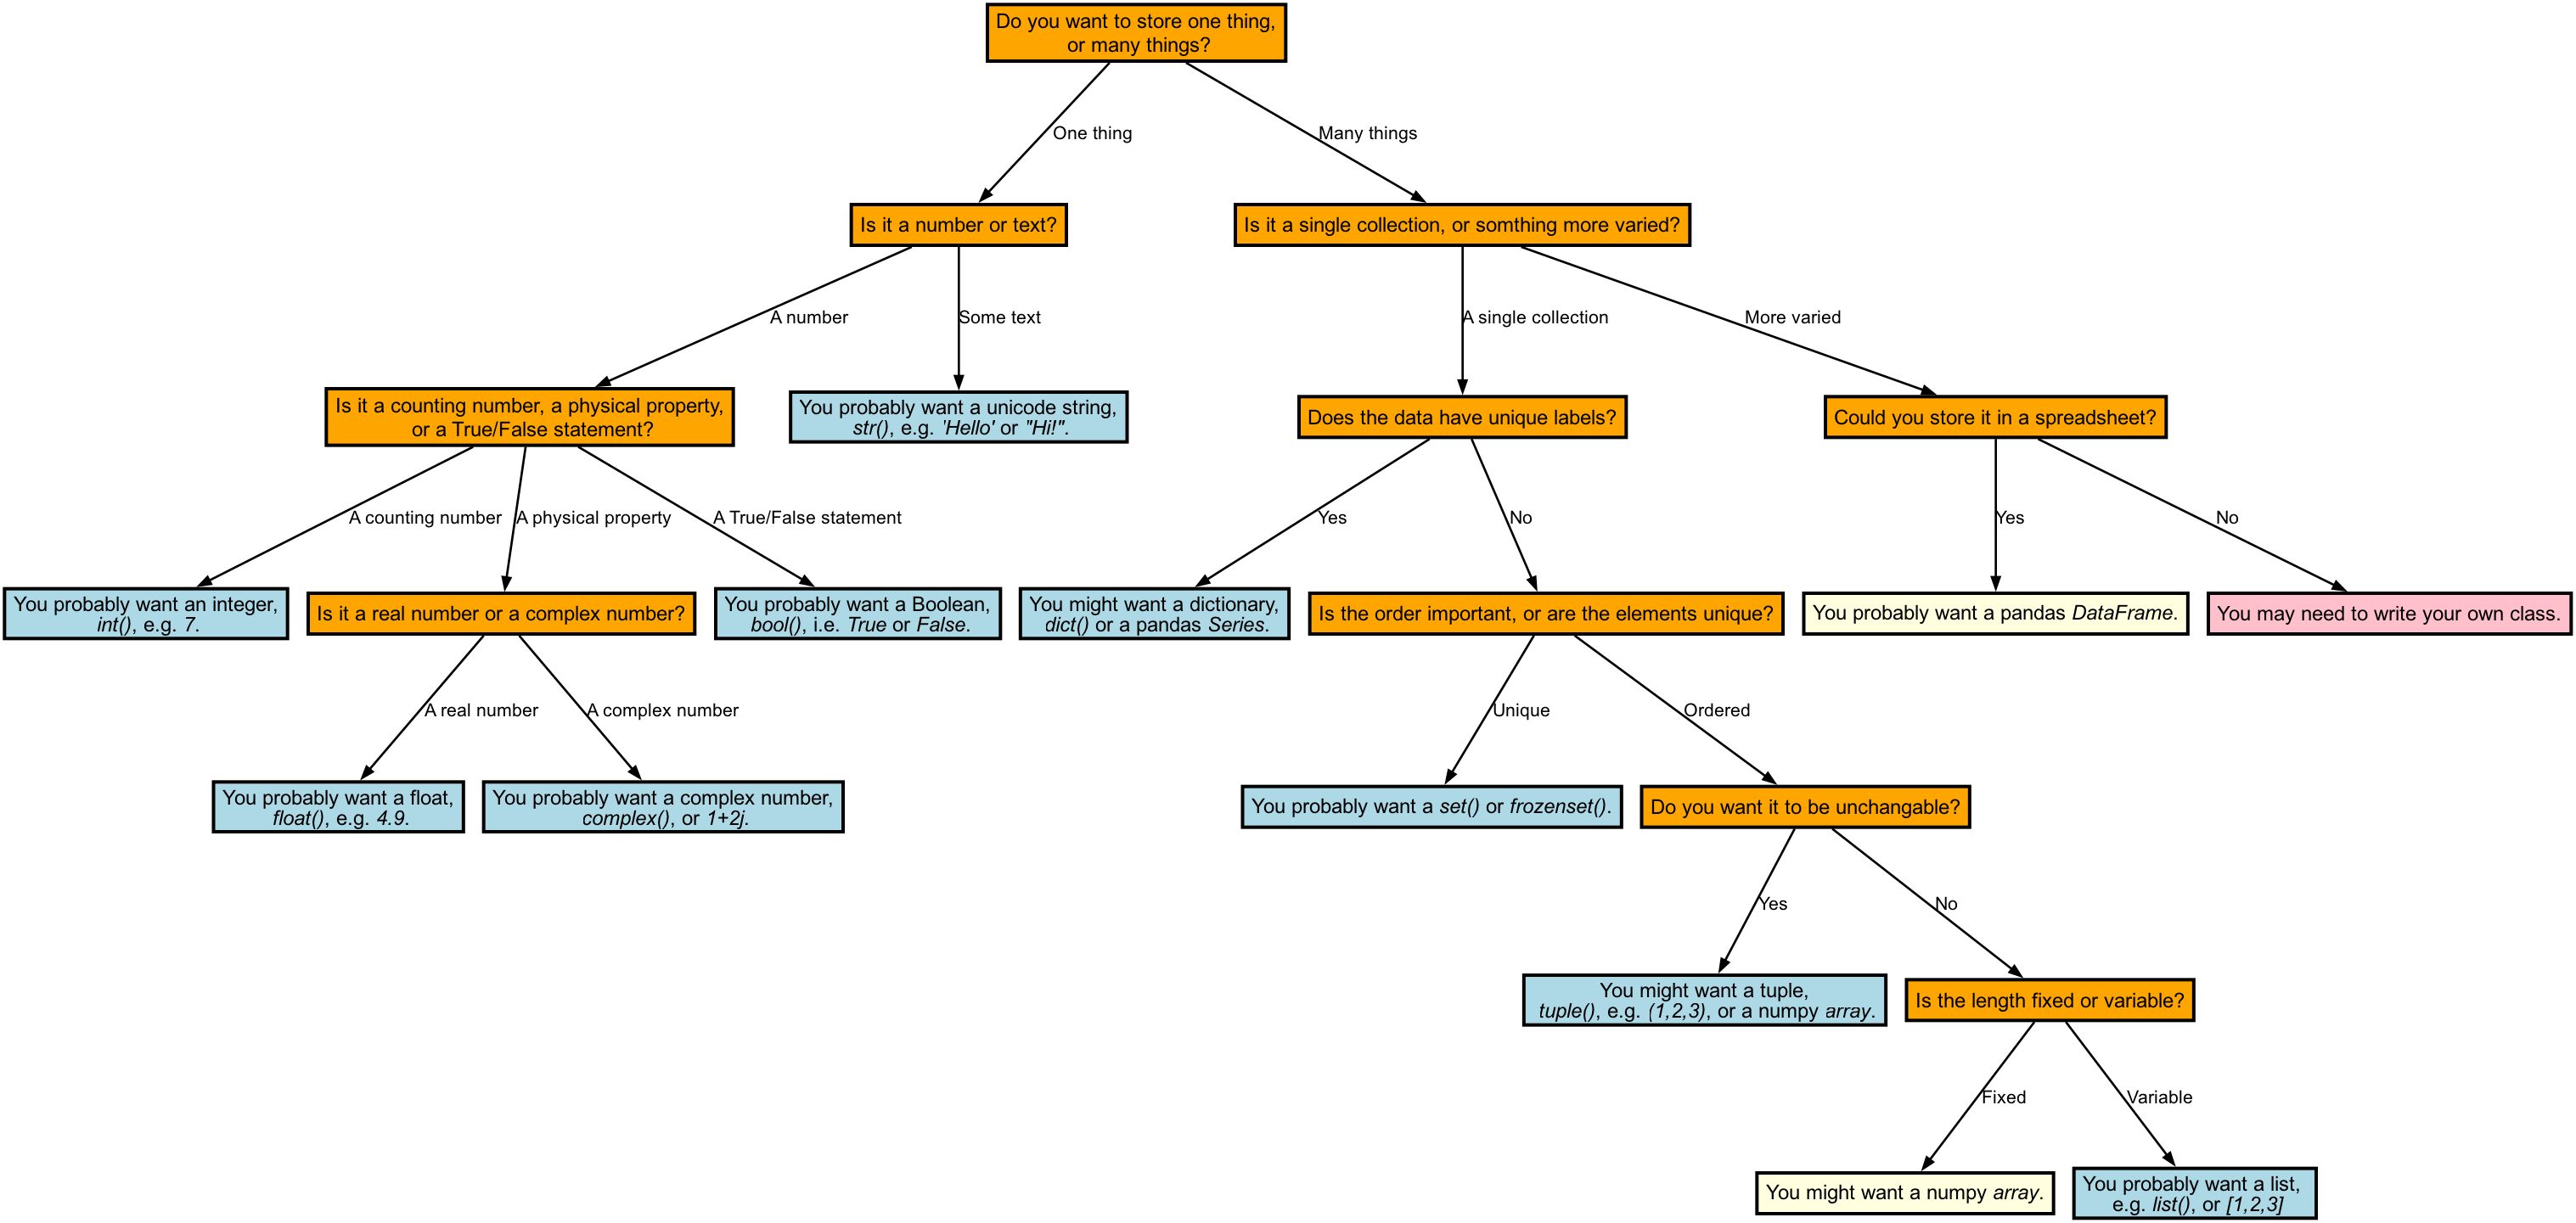 Do you want to store one thing,
or many things?
One thing
Many things
Is it a number or text?
Is it a single collection, or somthing more varied?
A number
Some text
A single collection
More varied
Is it a counting number, a physical property,
or a True/False statement?
You probably want a unicode string,
str(), e.g. 'Hello' or "Hi!".
Does the data have unique labels?
Could you store it in a spreadsheet?
A counting number
A physical property
A True/False statement
Yes
No
Yes
No
You probably want an integer,
int(), e.g. 7.
Is it a real number or a complex number?
You probably want a Boolean,
bool(), i.e. True or False.
You might want a dictionary,
dict() or a pandas Series.
Is the order important, or are the elements unique?
You probably want a pandas DataFrame.
You may need to write your own class.
A real number
A complex number
Unique
Ordered
You probably want a float,
float(), e.g. 4.9.
You probably want a complex number,
complex(), or 1+2j.
You probably want a set() or frozenset().
Do you want it to be unchangable?
Yes
No
You might want a tuple,
tuple(), e.g. (1,2,3), or a numpy array.
Is the length fixed or variable?
Fixed
Variable
You might want a numpy array.
You probably want a list,
e.g. list(), or [1,2,3]